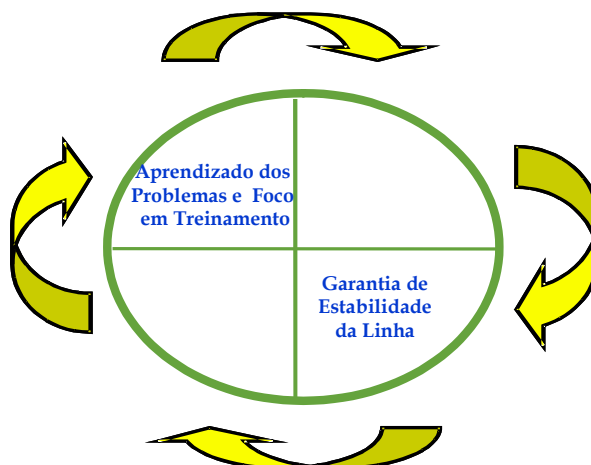 Aprendizado dos
Problemas e Foco
em Treinamento
Garantia de
Estabilidade
da Linha